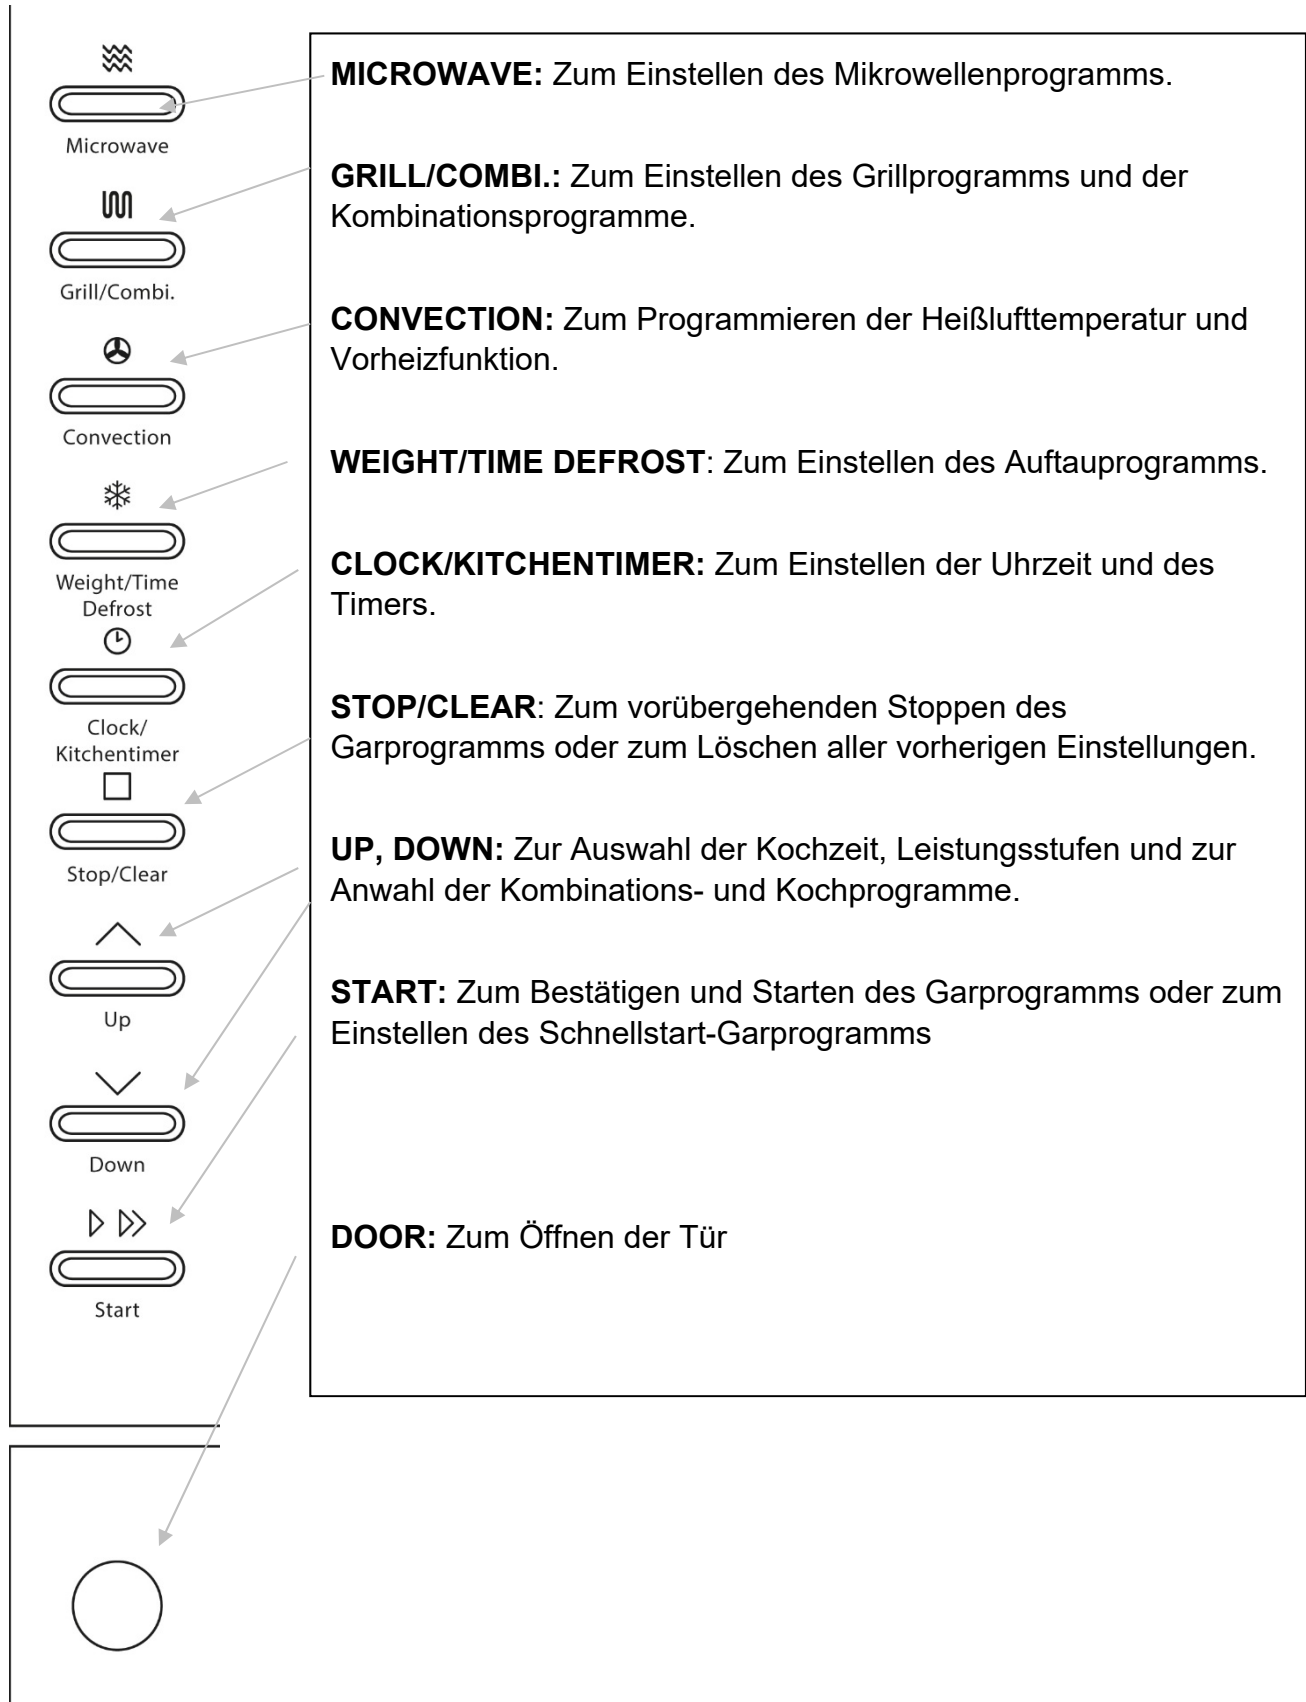 Microwave
Grill/Combi.
Convection
Weight/Time
Defrost
Clock/
Kitchentimer
Stop/Clear
Up
Down
Start
MICROWAVE: Zum Einstellen des Mikrowellenprogramms.
GRILL/COMBI.: Zum Einstellen des Grillprogramms und der
Kombinationsprogramme.
CONVECTION: Zum Programmieren der Heißlufttemperatur und
Vorheizfunktion.
WEIGHT/TIME DEFROST: Zum Einstellen des Auftauprogramms.
CLOCK/KITCHENTIMER: Zum Einstellen der Uhrzeit und des
Timers.
STOP/CLEAR: Zum vorübergehenden Stoppen des
Garprogramms oder zum Löschen aller vorherigen Einstellungen.
UP, DOWN: Zur Auswahl der Kochzeit, Leistungsstufen und zur
Anwahl der Kombinations- und Kochprogramme.
START: Zum Bestätigen und Starten des Garprogramms oder zum
Einstellen des Schnellstart-Garprogramms
DOOR: Zum Öffnen der Tür